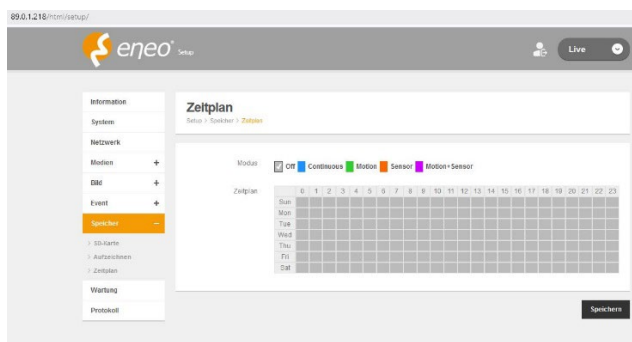 89.0.1.218/html/setup/
eneo Setup
Live
Information
System
Netzwerk
Medien +
Bild +
Event +
Speicher −
> SD-Karte
> Aufzeichnen
> Zeitplan
Wartung
Protokoll
Zeitplan
Setup > Speicher > Zeitplan
Modus Off Continuous Motion Sensor Motion+Sensor
Zeitplan 0 1 2 3 4 5 6 7 8 9 10 11 12 13 14 15 16 17 18 19 20 21 22 23
Sun
Mon
Tue
Wed
Thu
Fri
Sat
Speichern